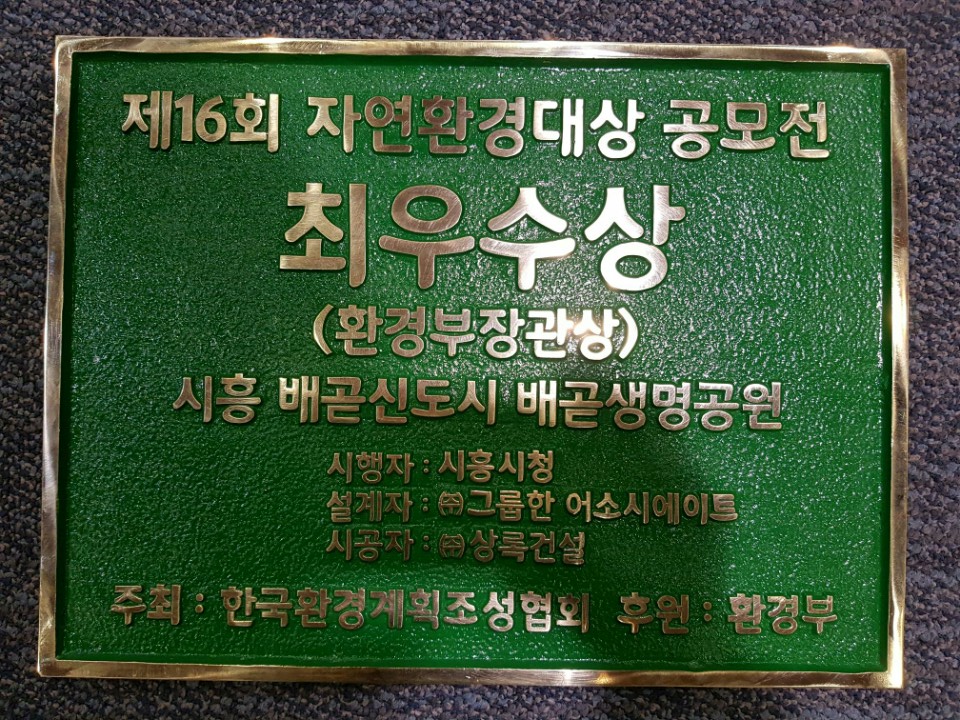 제16회 자연환경대상 공모전
최우수상
(환경부장관상)
시흥 배곧신도시 배곧생명공원
시행자 : 시흥시청
설계자 : ㈜그룹한 어소시에이트
시공자 : ㈜상록건설
주최 : 한국환경계획조성협회 후원 : 환경부